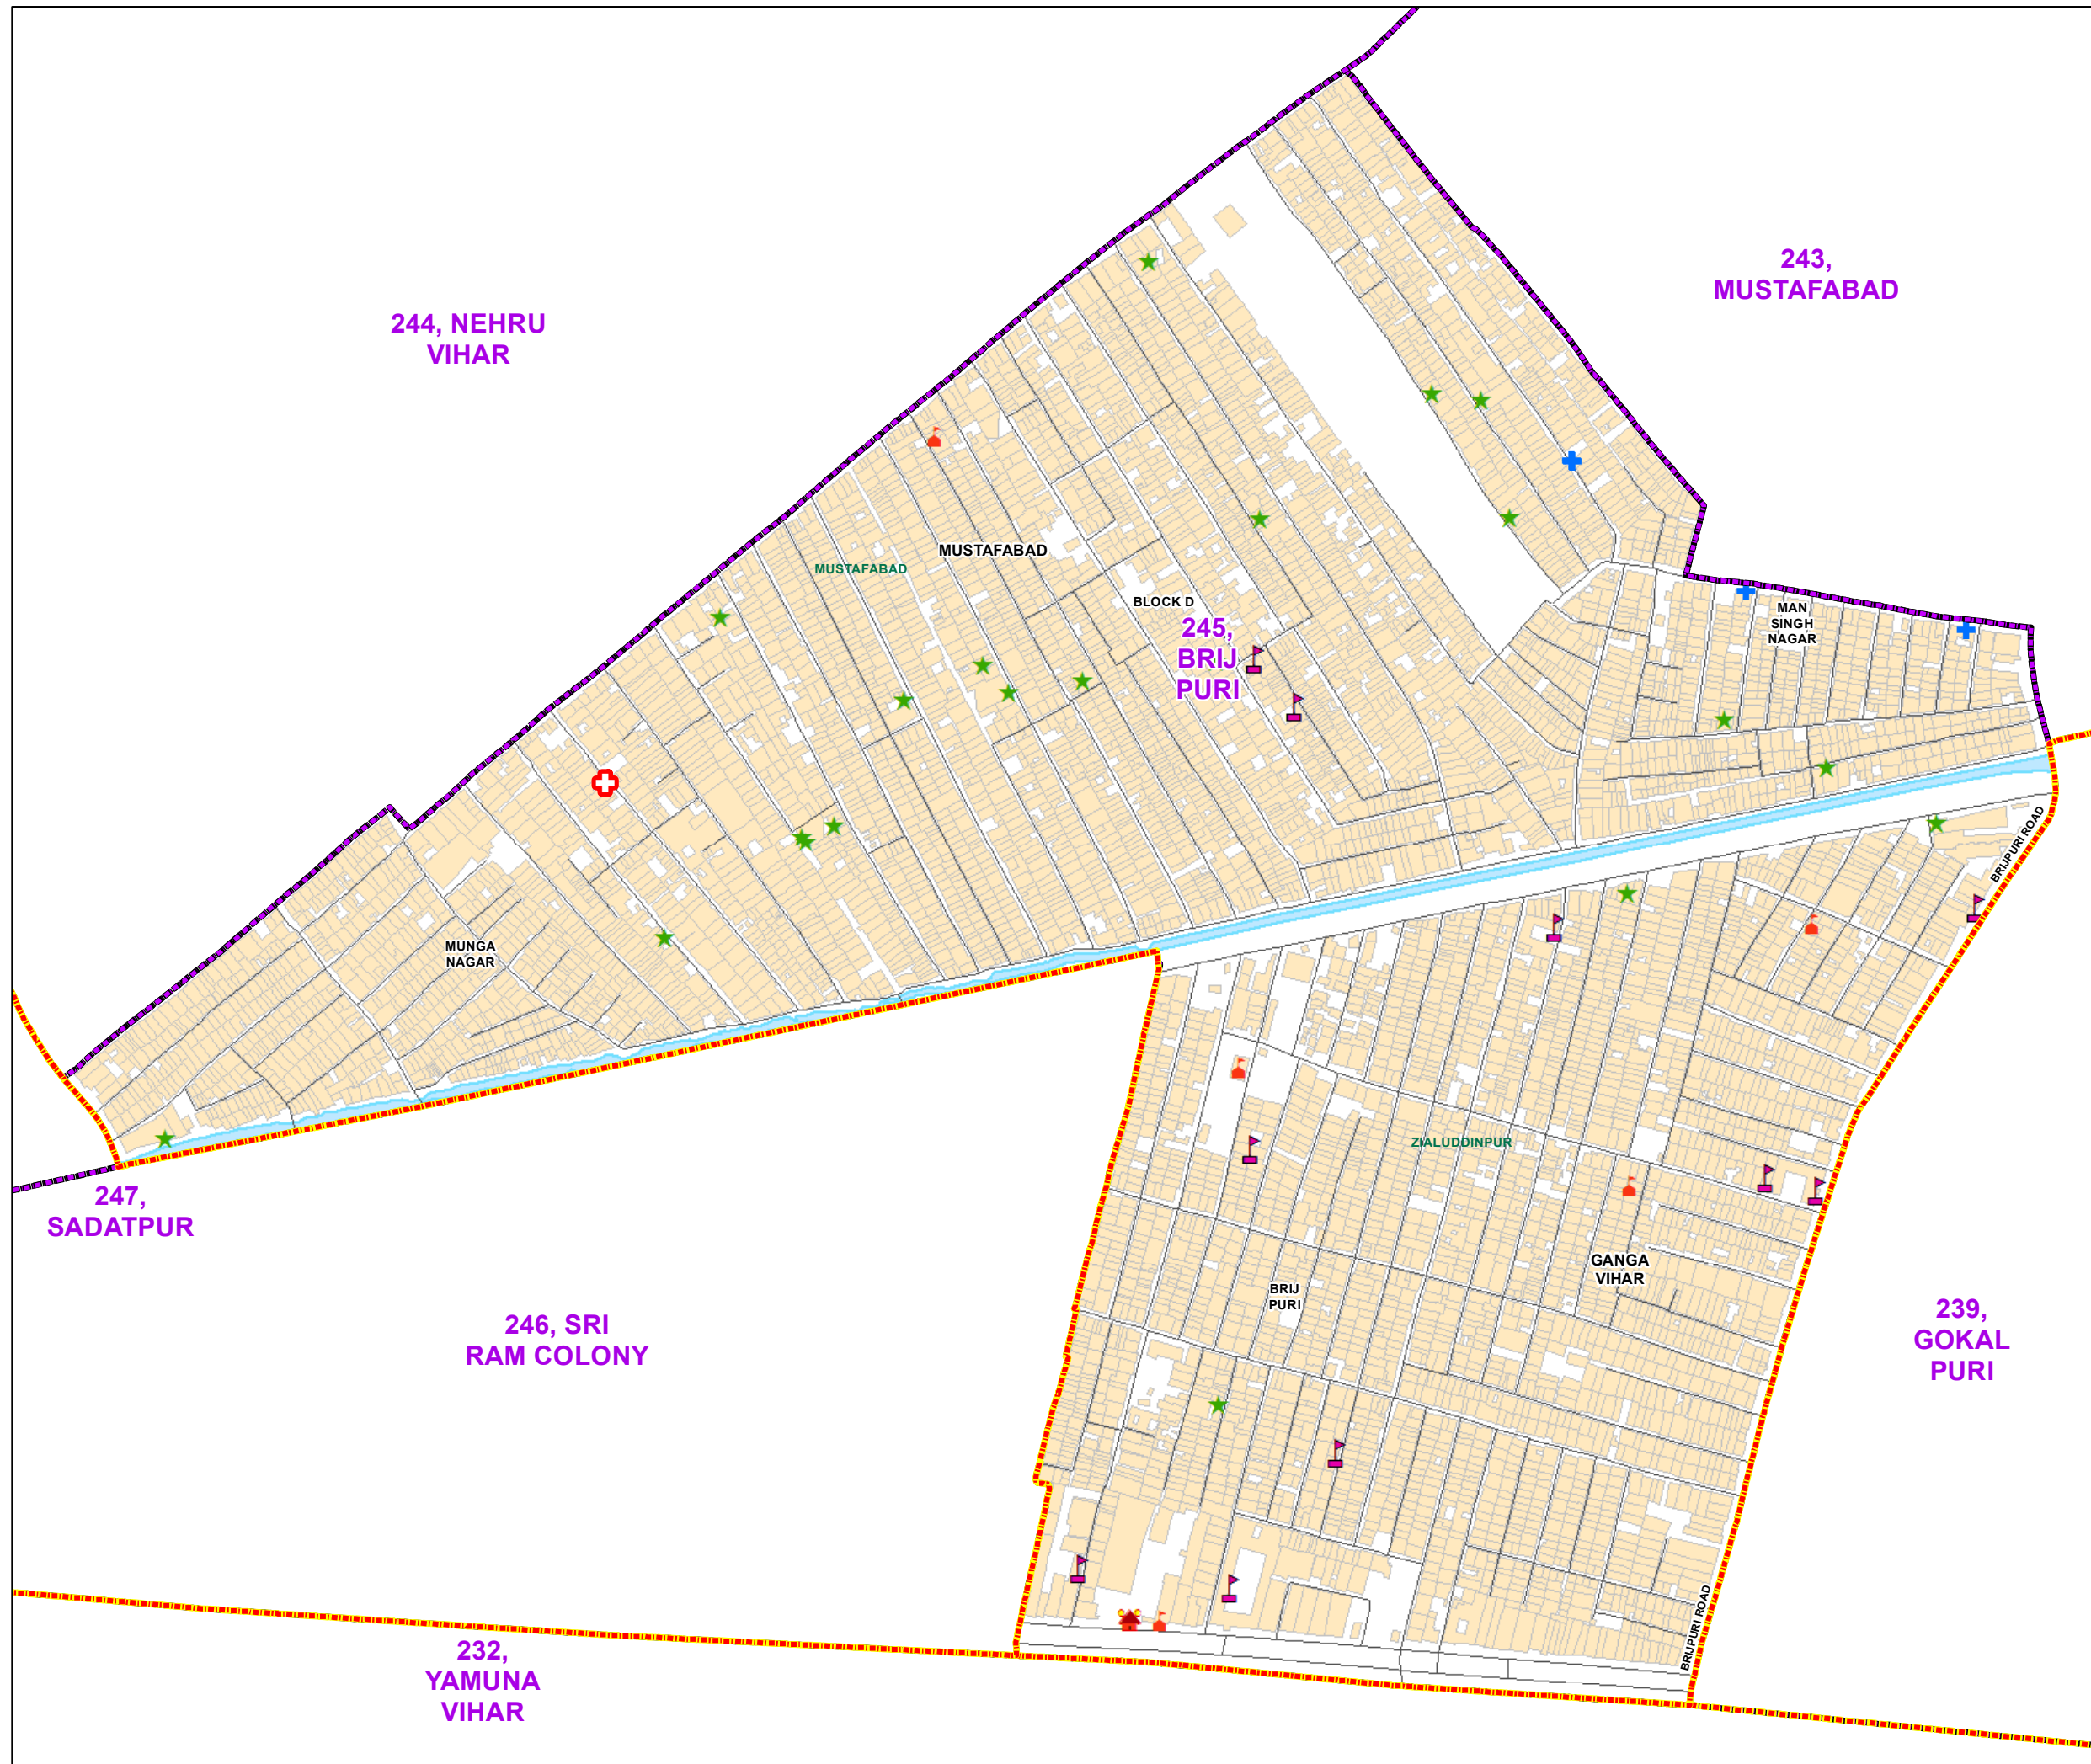 243,
MUSTAFABAD
244, NEHRU
VIHAR
MUSTAFABAD
MUSTAFABAD
BLOCK D
245,
BRIJ
PURI
MAN
SINGH
NAGAR
BRIJPURI ROAD
MUNGA
NAGAR
ZIALUDDINPUR
247,
SADATPUR
GANGA
VIHAR
BRIJ
PURI
246, SRI
RAM COLONY
239,
GOKAL
PURI
BRIJPURI ROAD
232,
YAMUNA
VIHAR